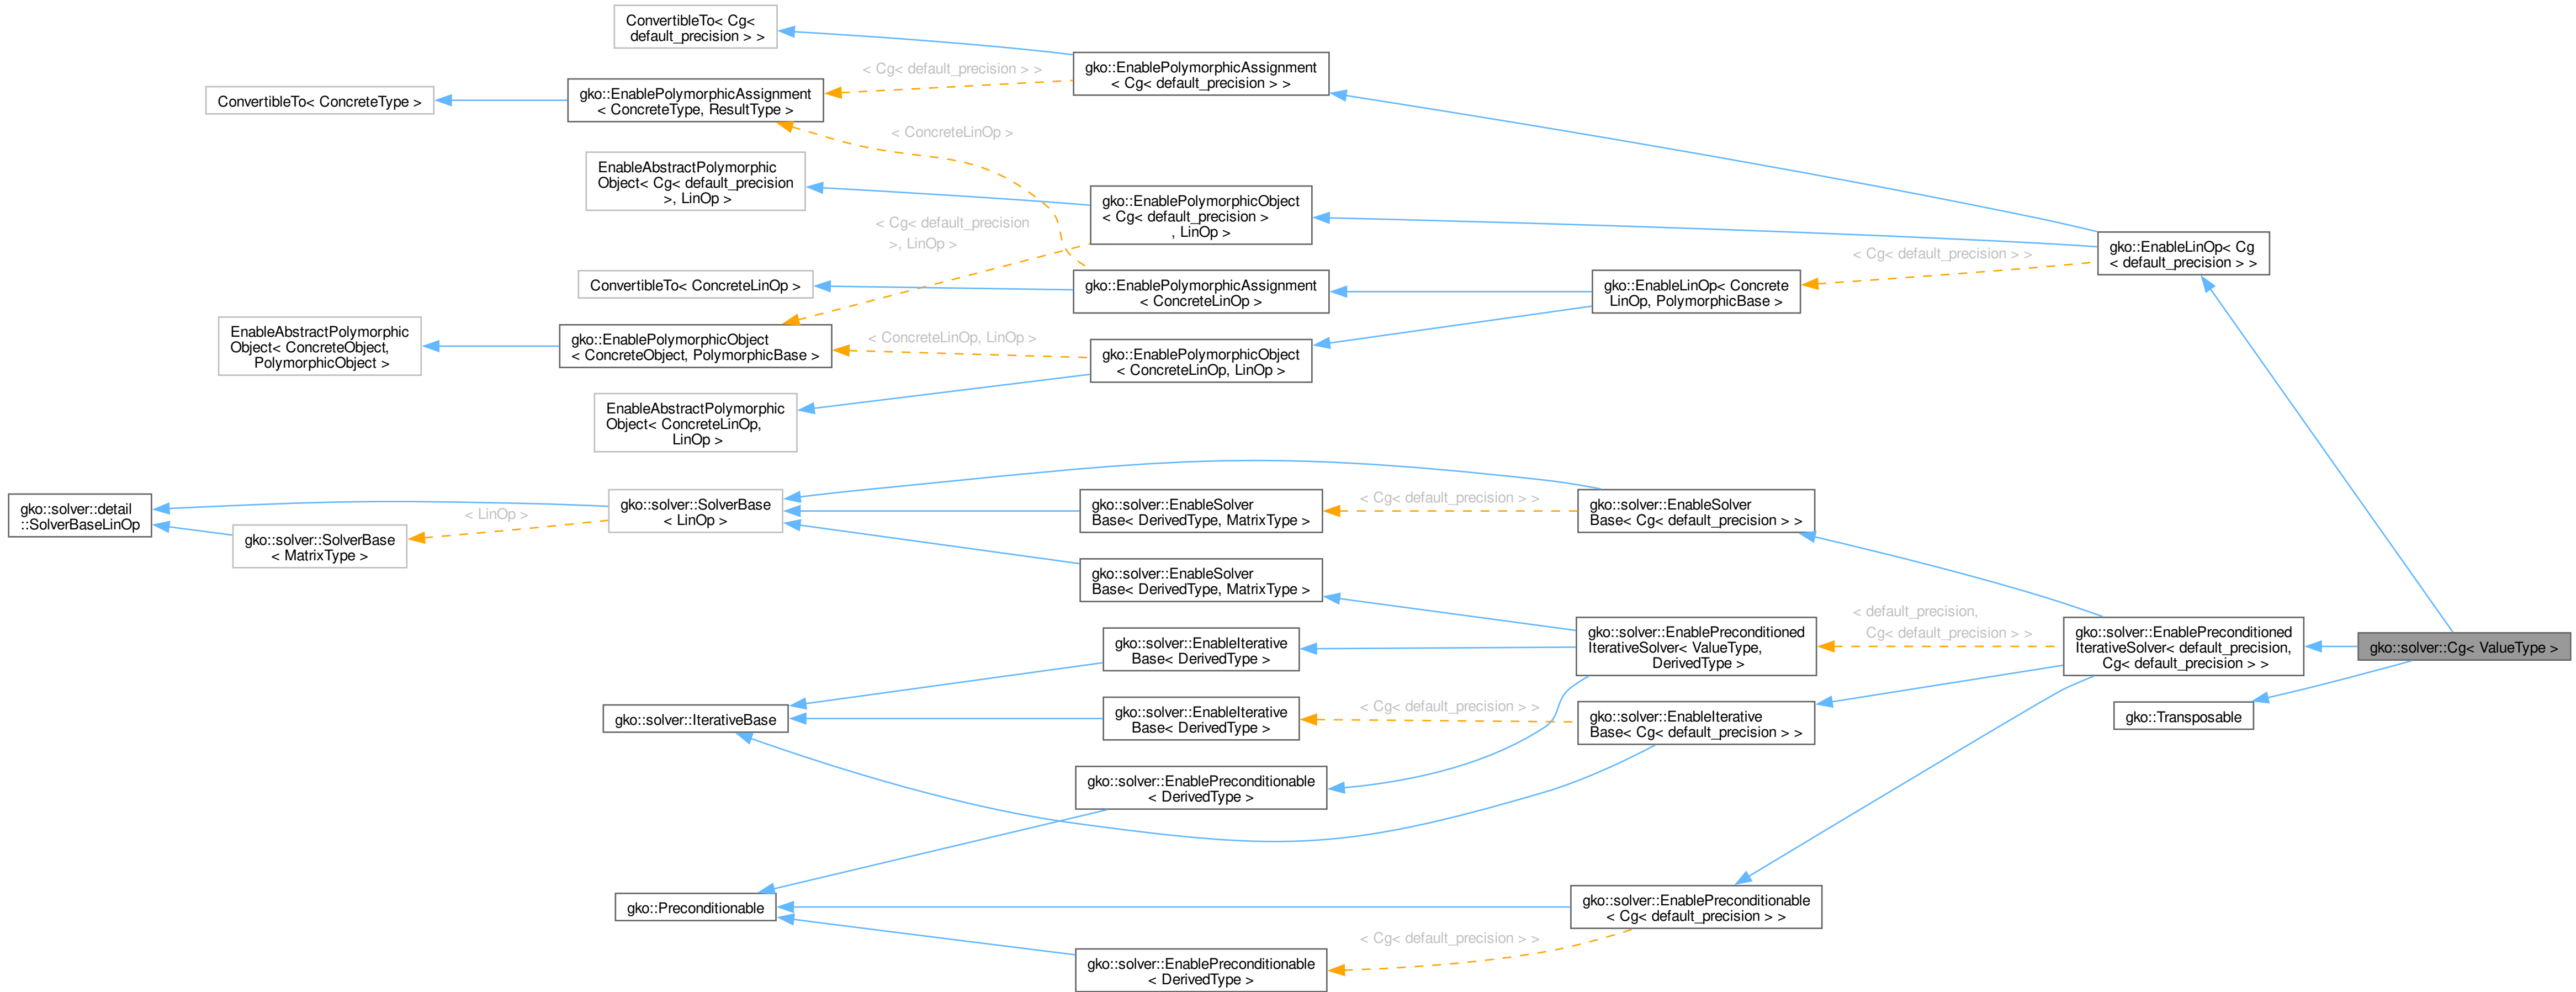 ConvertibleTo< Cg<
default_precision > >
gko::EnablePolymorphicAssignment
< Cg< default_precision > >
< Cg< default_precision > >
gko::EnablePolymorphicAssignment
< ConcreteType, ResultType >
ConvertibleTo< ConcreteType >
< ConcreteLinOp >
EnableAbstractPolymorphic
Object< Cg< default_precision
>, LinOp >
gko::EnablePolymorphicObject
< Cg< default_precision >
, LinOp >
< Cg< default_precision
>, LinOp >
gko::EnableLinOp< Cg
< default_precision > >
< Cg< default_precision > >
ConvertibleTo< ConcreteLinOp >
gko::EnablePolymorphicAssignment
< ConcreteLinOp >
gko::EnableLinOp< Concrete
LinOp, PolymorphicBase >
EnableAbstractPolymorphic
Object< ConcreteObject,
PolymorphicObject >
gko::EnablePolymorphicObject
< ConcreteObject, PolymorphicBase >
< ConcreteLinOp, LinOp >
gko::EnablePolymorphicObject
< ConcreteLinOp, LinOp >
EnableAbstractPolymorphic
Object< ConcreteLinOp,
LinOp >
gko::solver::detail
::SolverBaseLinOp
gko::solver::SolverBase
< MatrixType >
< LinOp >
gko::solver::SolverBase
< LinOp >
gko::solver::EnableSolver
Base< DerivedType, MatrixType >
< Cg< default_precision > >
gko::solver::EnableSolver
Base< Cg< default_precision > >
gko::solver::EnableSolver
Base< DerivedType, MatrixType >
gko::solver::EnableIterative
Base< DerivedType >
gko::solver::EnablePreconditioned
IterativeSolver< ValueType,
DerivedType >
< default_precision,
Cg< default_precision > >
gko::solver::EnablePreconditioned
IterativeSolver< default_precision,
Cg< default_precision > >
gko::solver::Cg< ValueType >
gko::solver::IterativeBase
gko::solver::EnableIterative
Base< DerivedType >
< Cg< default_precision > >
gko::solver::EnableIterative
Base< Cg< default_precision > >
gko::Transposable
gko::solver::EnablePreconditionable
< DerivedType >
gko::Preconditionable
gko::solver::EnablePreconditionable
< Cg< default_precision > >
< Cg< default_precision > >
gko::solver::EnablePreconditionable
< DerivedType >